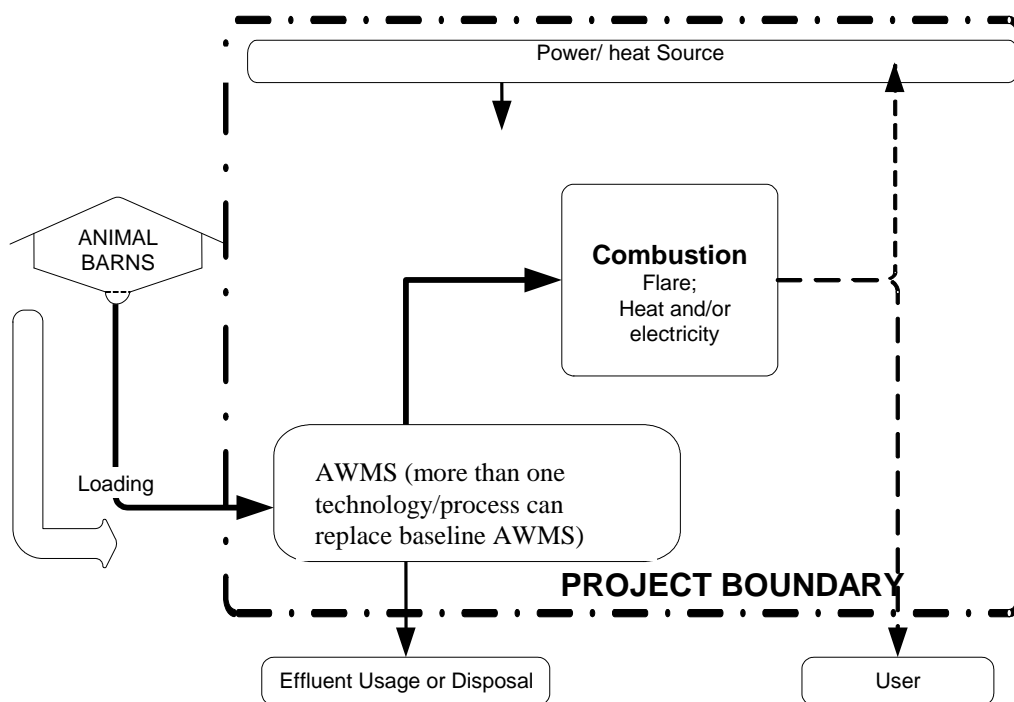 Power/ heat Source
ANIMAL
BARNS
Combustion
Flare;
Heat and/or
electricity
Loading
AWMS (more than one
technology/process can
replace baseline AWMS)
PROJECT BOUNDARY
Effluent Usage or Disposal
User